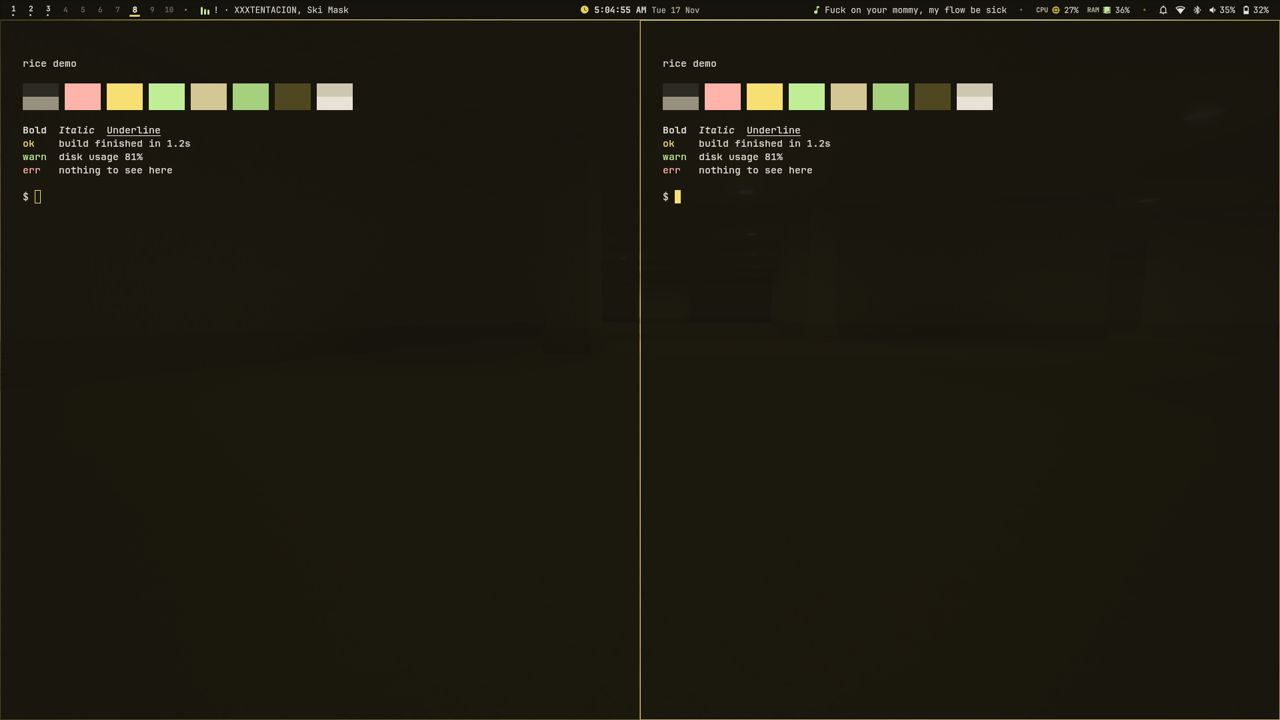 1 2 3 4 5 6 7 8 9 10 · ! · XXXTENTACION, Ski Mask 5:04:55 AM Tue 17 Nov Fuck on your mommy, my flow be sick · CPU 27% RAM 36% · 35% 32%
rice demo
Bold Italic Underline
ok build finished in 1.2s
warn disk usage 81%
err nothing to see here
$
rice demo
Bold Italic Underline
ok build finished in 1.2s
warn disk usage 81%
err nothing to see here
$